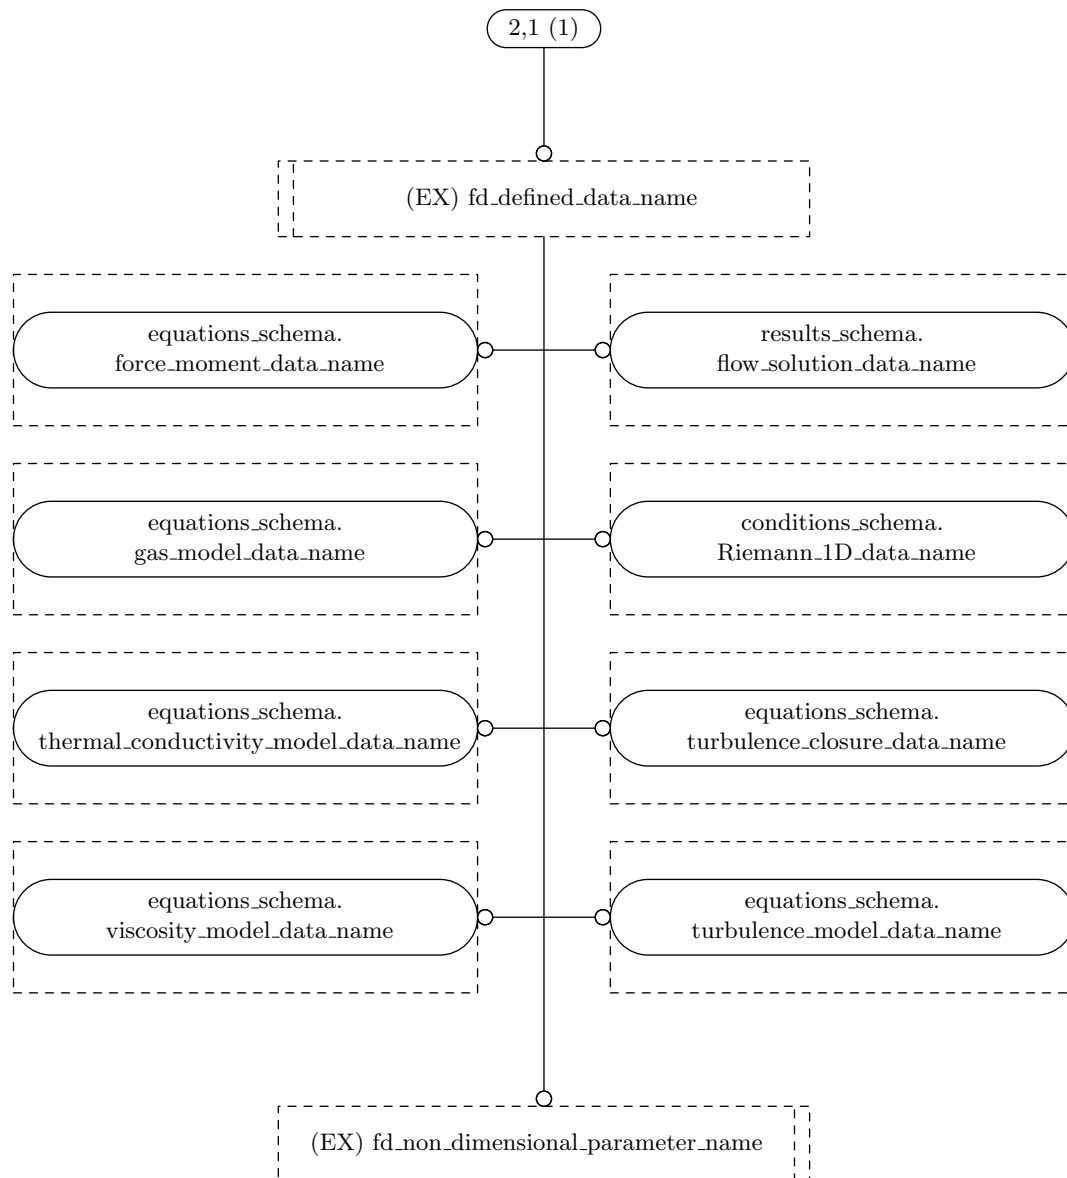 2,1 (1)
(EX) fd_defined_data_name
equations_schema.
force_moment_data_name
results_schema.
flow_solution_data_name
equations_schema.
gas_model_data_name
conditions_schema.
Riemann_1D_data_name
equations_schema.
thermal_conductivity_model_data_name
equations_schema.
turbulence_closure_data_name
equations_schema.
viscosity_model_data_name
equations_schema.
turbulence_model_data_name
(EX) fd_non_dimensional_parameter_name